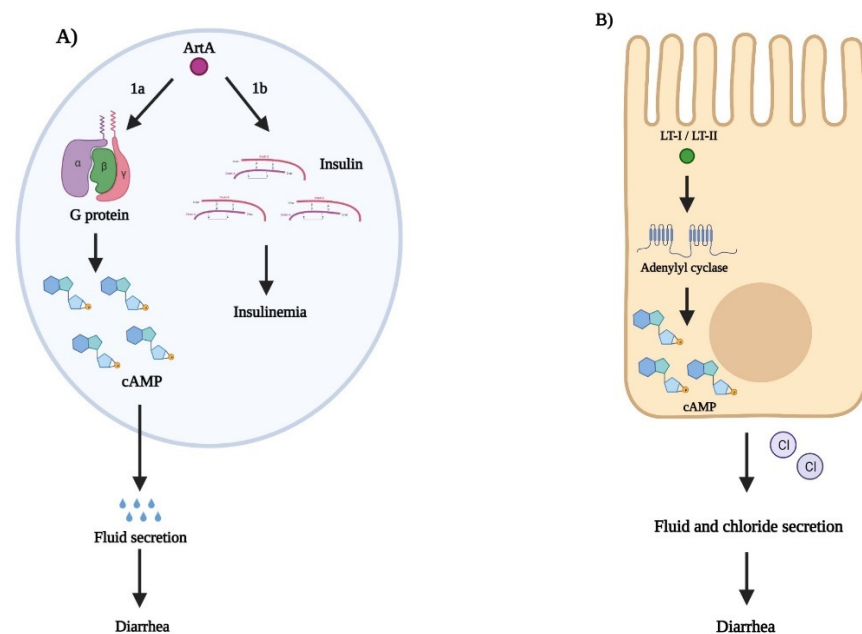 A)
ArtA
1a
1b
α
β
γ
G protein
Insulin
cAMP
Insulinemia
Fluid secretion
Diarrhea
B)
LT-I / LT-II
Adenylyl cyclase
cAMP
Cl
Cl
Fluid and chloride secretion
Diarrhea